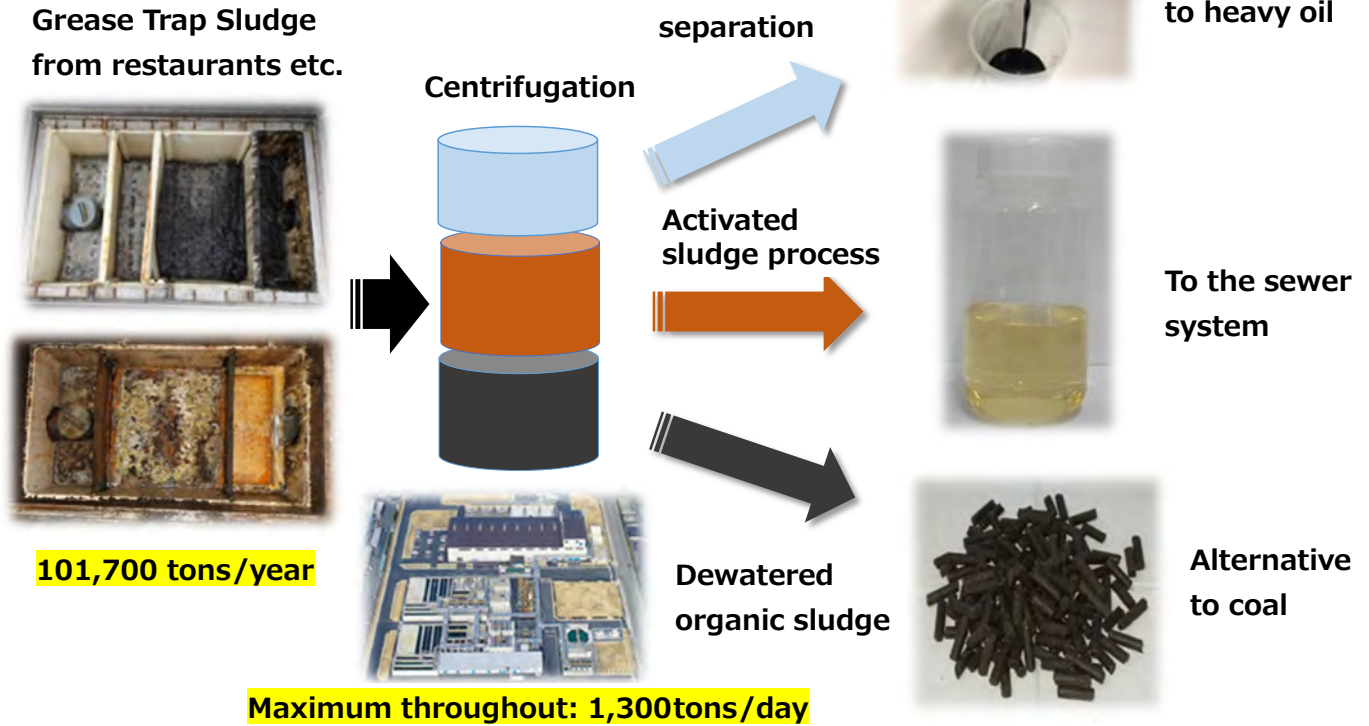 Grease Trap Sludge
from restaurants etc.
101,700 tons/year
Centrifugation
separation
to heavy oil
Activated
sludge process
To the sewer
system
Dewatered
organic sludge
Alternative
to coal
Maximum throughout: 1,300tons/day